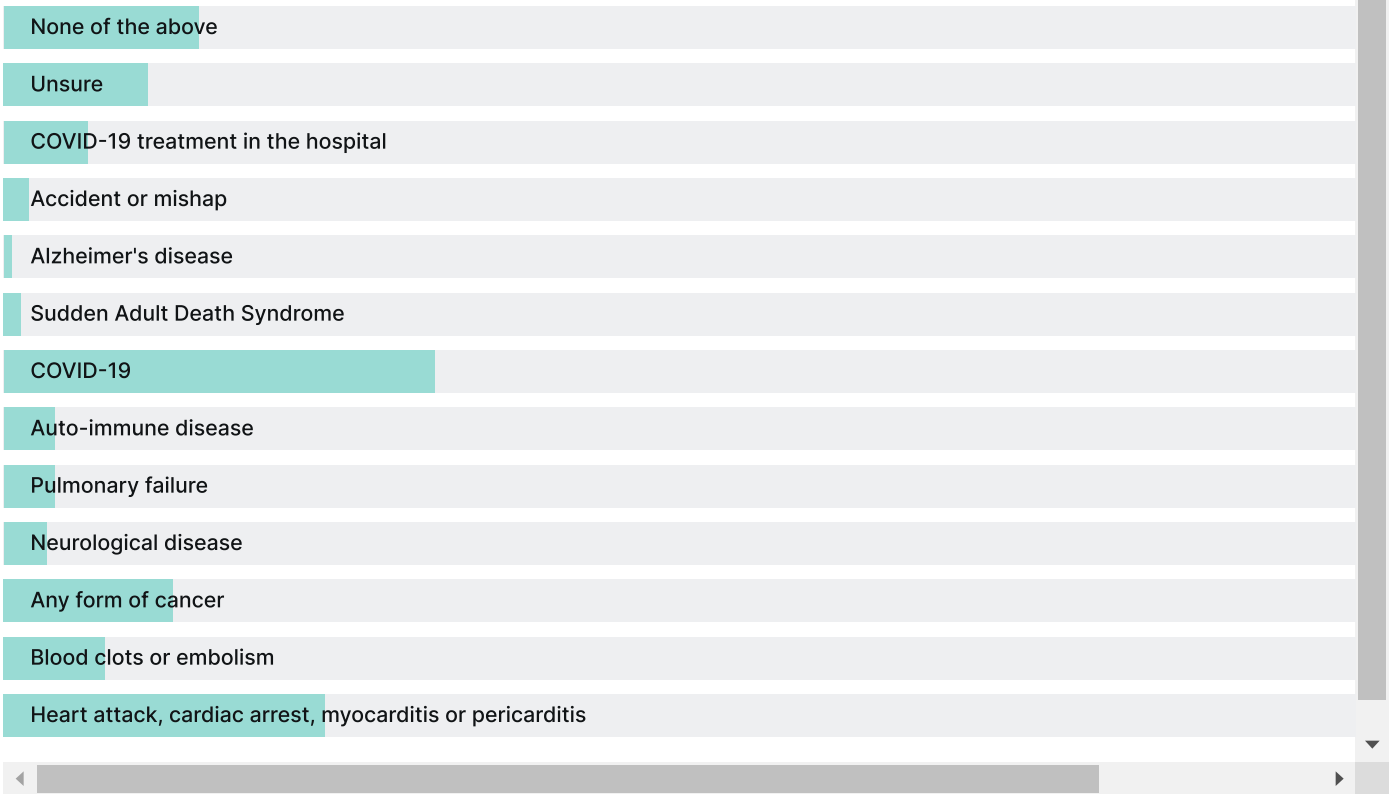 None of the above
Unsure
COVID-19 treatment in the hospital
Accident or mishap
Alzheimer's disease
Sudden Adult Death Syndrome
COVID-19
Auto-immune disease
Pulmonary failure
Neurological disease
Any form of cancer
Blood clots or embolism
Heart attack, cardiac arrest, myocarditis or pericarditis